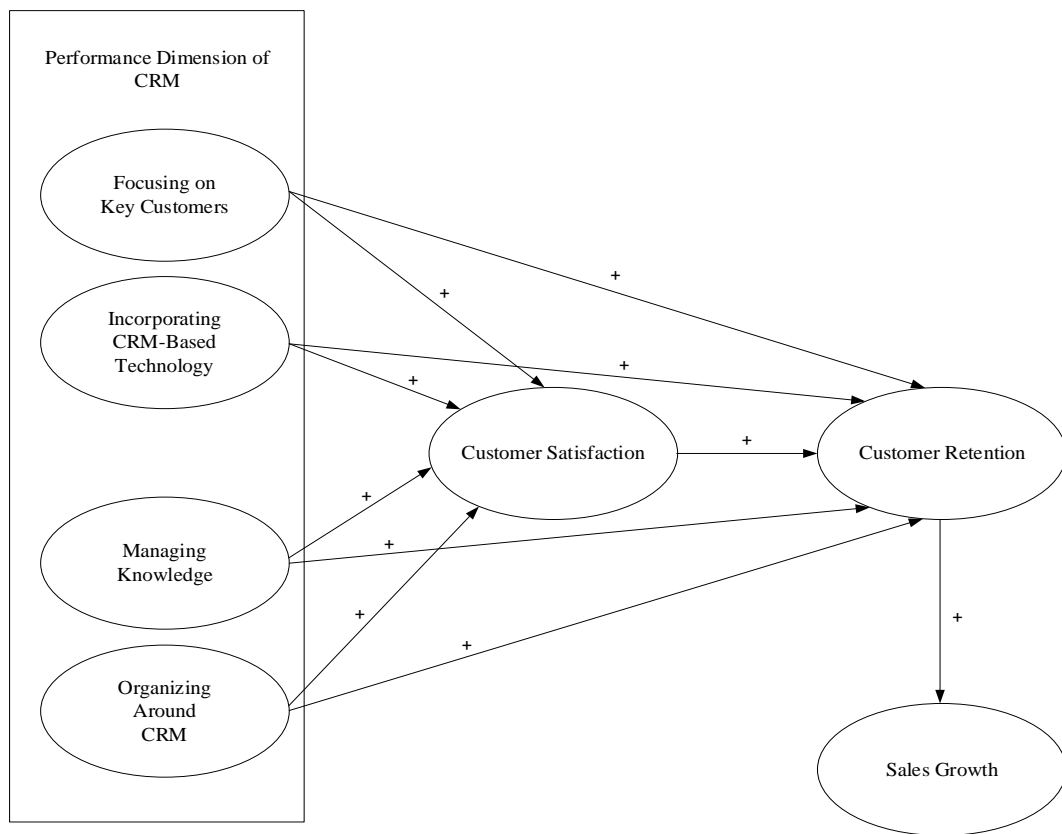 Performance Dimension of
CRM
Focusing on
Key Customers
+
+
Incorporating
CRM-Based
Technology
+
+
Customer Satisfaction
+
Customer Retention
+
+
Managing
Knowledge
+
+
+
Organizing
Around
CRM
Sales Growth